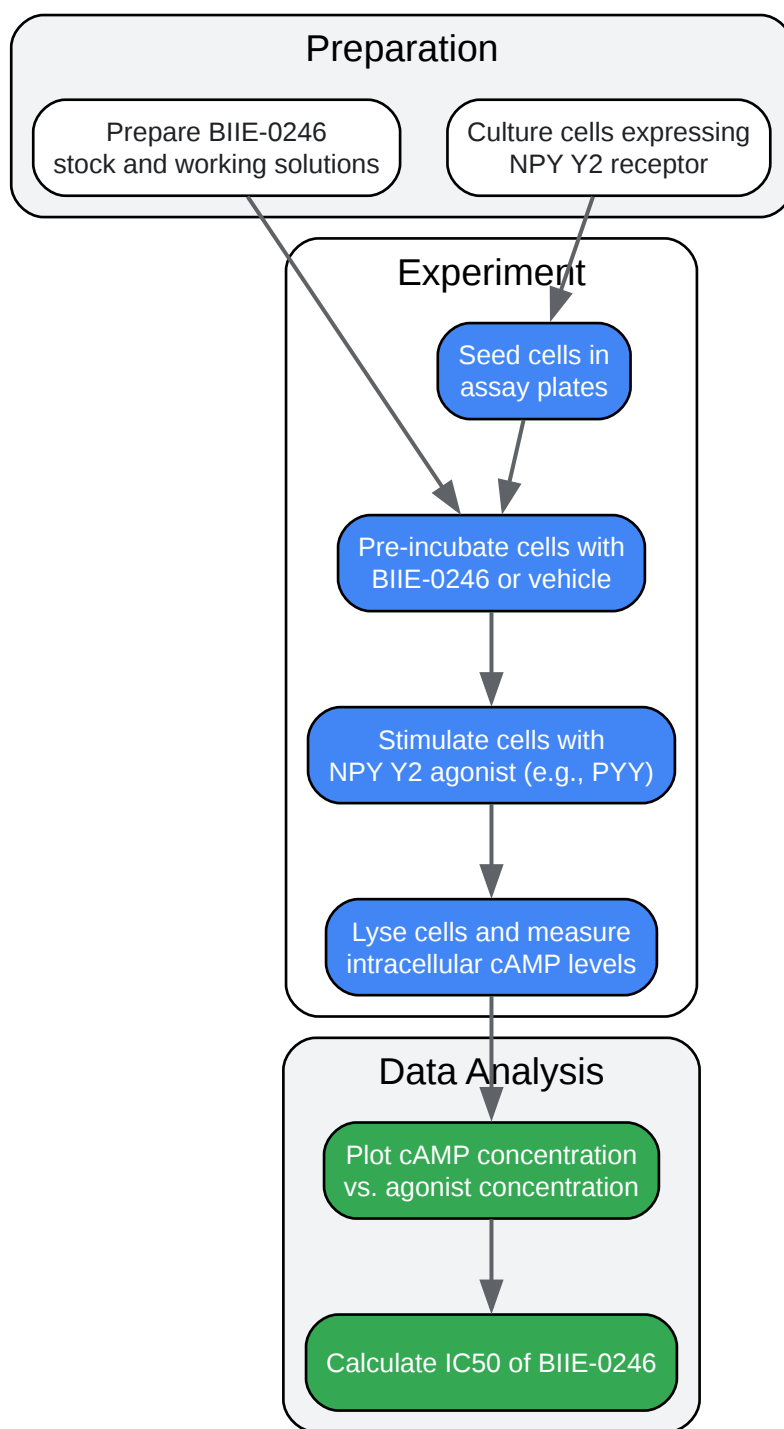 Preparation
Prepare BIIE-0246
stock and working solutions
Culture cells expressing
NPY Y2 receptor
Experiment
Seed cells in
assay plates
Pre-incubate cells with
BIIE-0246 or vehicle
Stimulate cells with
NPY Y2 agonist (e.g., PYY)
Lyse cells and measure
intracellular cAMP levels
Data Analysis
Plot cAMP concentration
vs. agonist concentration
Calculate IC50 of BIIE-0246